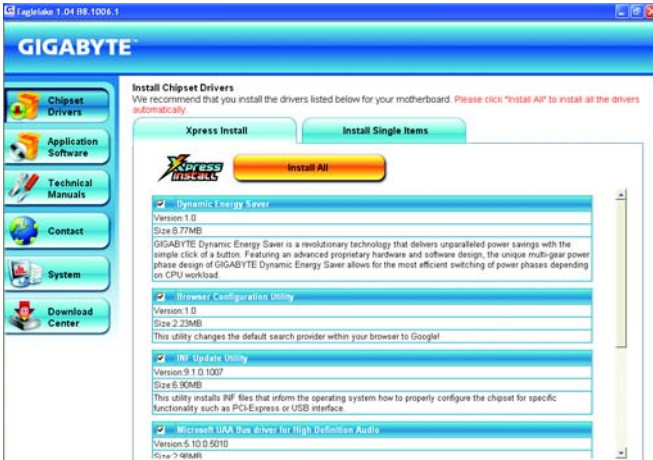 Eaglelake 1.04 B8.1006.1
GIGABYTE™
Chipset
Drivers
Application
Software
Technical
Manuals
Contact
System
Download
Center
Install Chipset Drivers
We recommend that you install the drivers listed below for your motherboard. Please click "Install All" to install all the drivers
automatically.
Xpress Install
Install Single Items
Xpress
Install
Install All
Dynamic Energy Saver
Version:1.0
Size:8.77MB
GIGABYTE Dynamic Energy Saver is a revolutionary technology that delivers unparalleled power savings with the
simple click of a button. Featuring an advanced proprietary hardware and software design, the unique multi-gear power
phase design of GIGABYTE Dynamic Energy Saver allows for the most efficient switching of power phases depending
on CPU workload.
Browser Configuration Utility
Version:1.0
Size:2.23MB
This utility changes the default search provider within your browser to Google!
INF Update Utility
Version:9.1.0.1007
Size:6.90MB
This utility installs INF files that inform the operating system how to properly configure the chipset for specific
functionality such as PCI-Express or USB interface.
Microsoft UAA Bus driver for High Definition Audio
Version:5.10.0.5010
Size:2.98MB